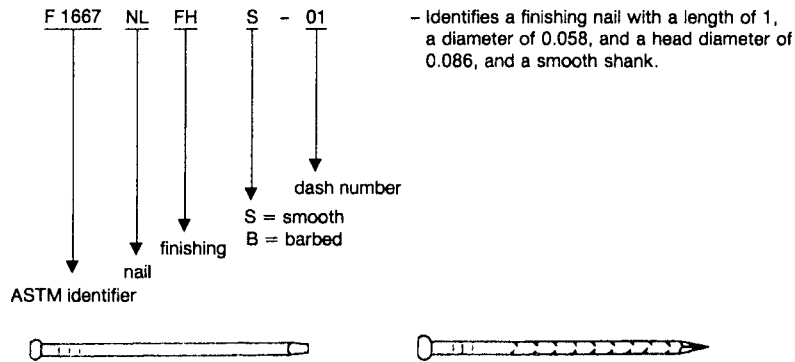 F 1667 NL FH S - 01
– Identifies a finishing nail with a length of 1,
a diameter of 0.058, and a head diameter of
0.086, and a smooth shank.
dash number
S = smooth
B = barbed
finishing
nail
ASTM identifier